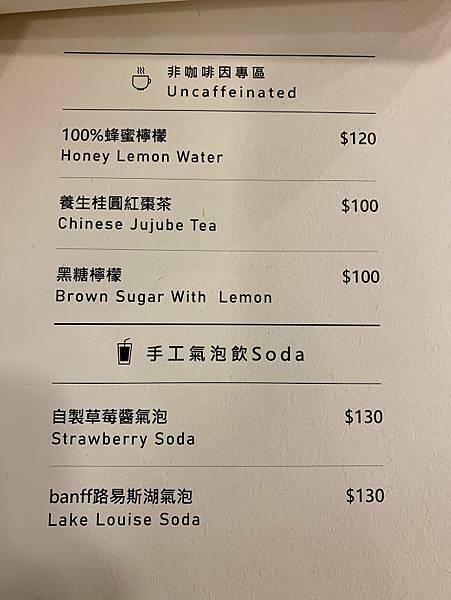 非咖啡因專區
Uncaffeinated
100%蜂蜜檸檬 $120
Honey Lemon Water
養生桂圓紅棗茶 $100
Chinese Jujube Tea
黑糖檸檬 $100
Brown Sugar With Lemon
手工氣泡飲Soda
自製草莓醬氣泡 $130
Strawberry Soda
banff路易斯湖氣泡 $130
Lake Louise Soda